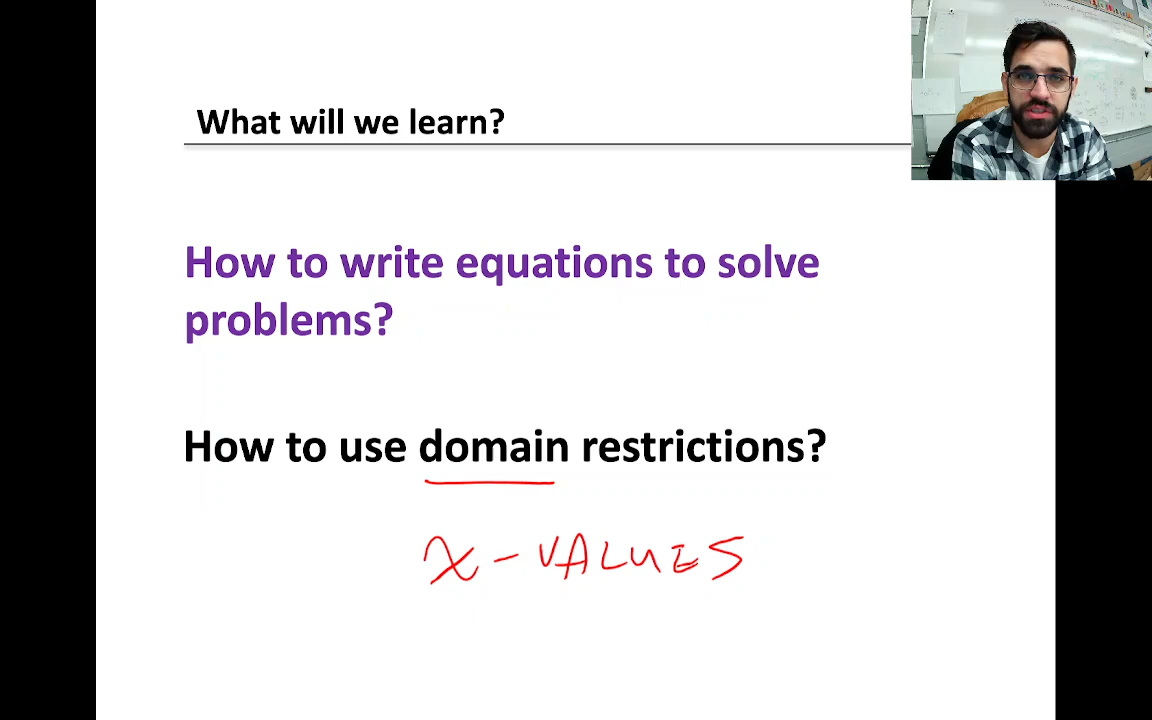 What will we learn?
How to write equations to solve
problems?
How to use domain restrictions?
x-VALUES